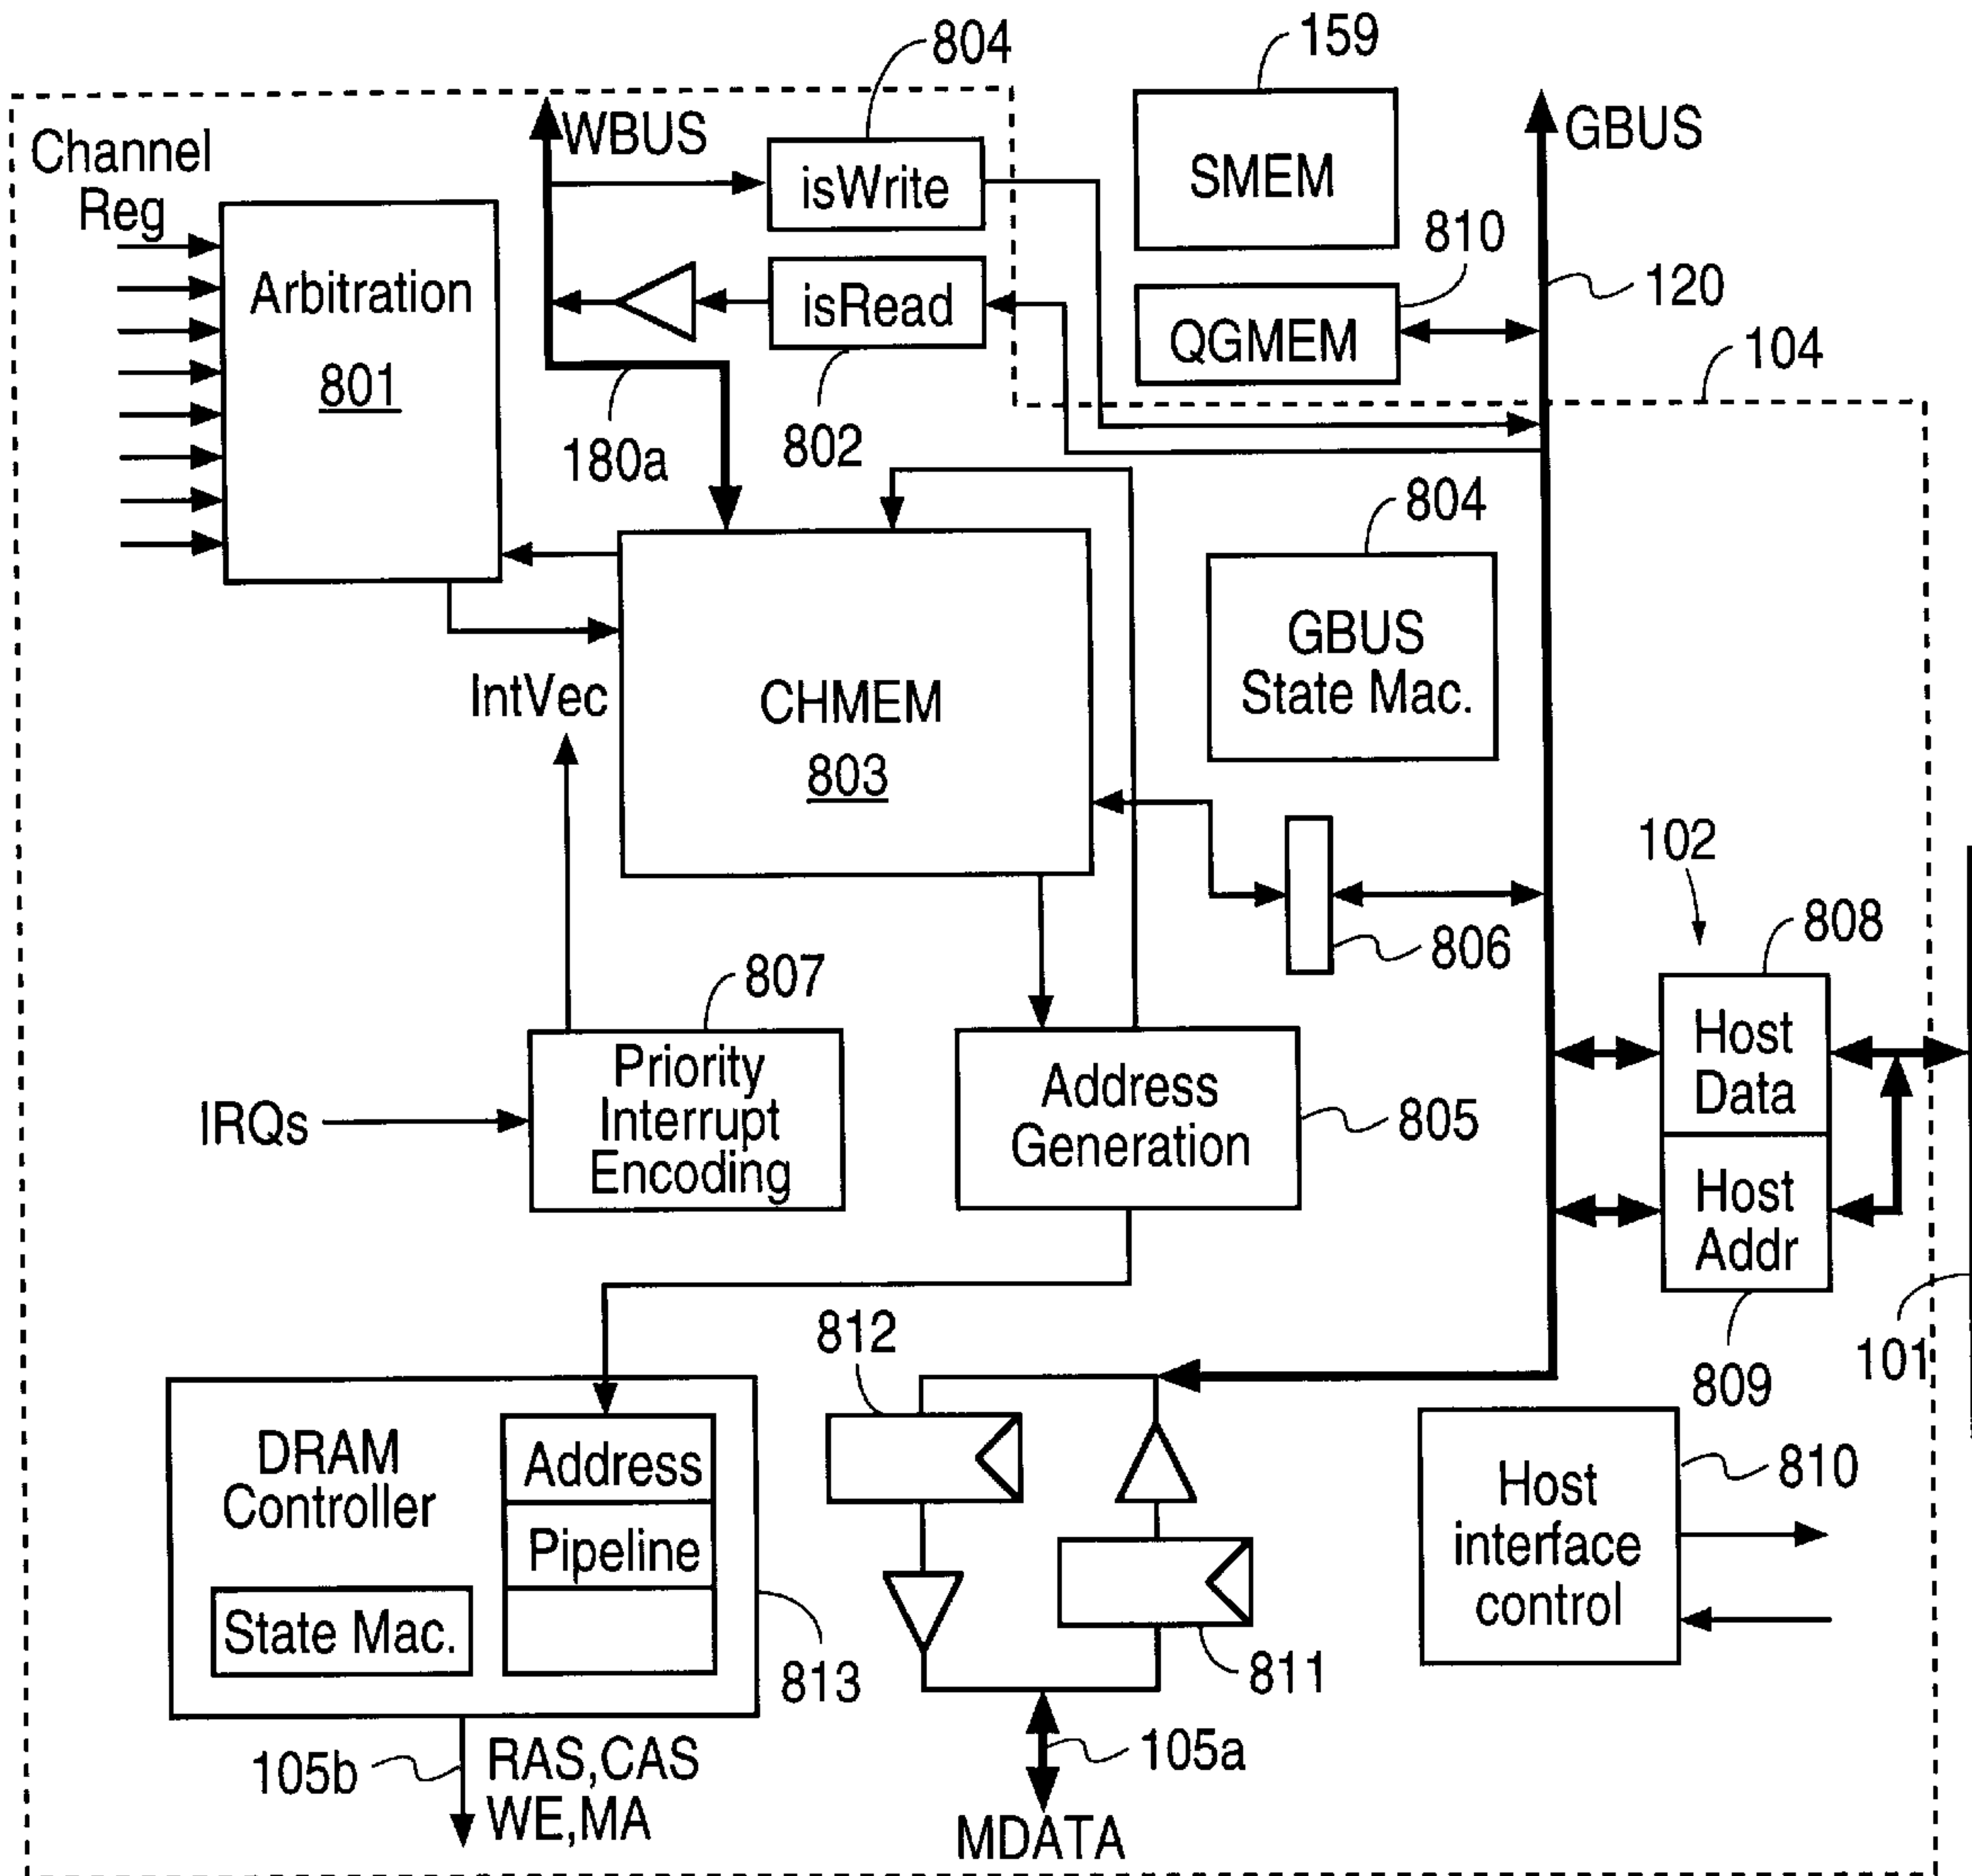 804
159
WBUS
GBUS
Channel
Reg
isWrite
SMEM
810
Arbitration
801
isRead
QGMEM
120
104
180a
802
804
IntVec
CHMEM
803
GBUS
State Mac.
102
808
806
807
Priority
Interrupt
Encoding
IRQs
Address
Generation
805
Host
Data
Host
Addr
812
101
809
DRAM
Controller
Address
Pipeline
State Mac.
813
811
Host
interface
control
810
105b
RAS,CAS
WE,MA
105a
MDATA